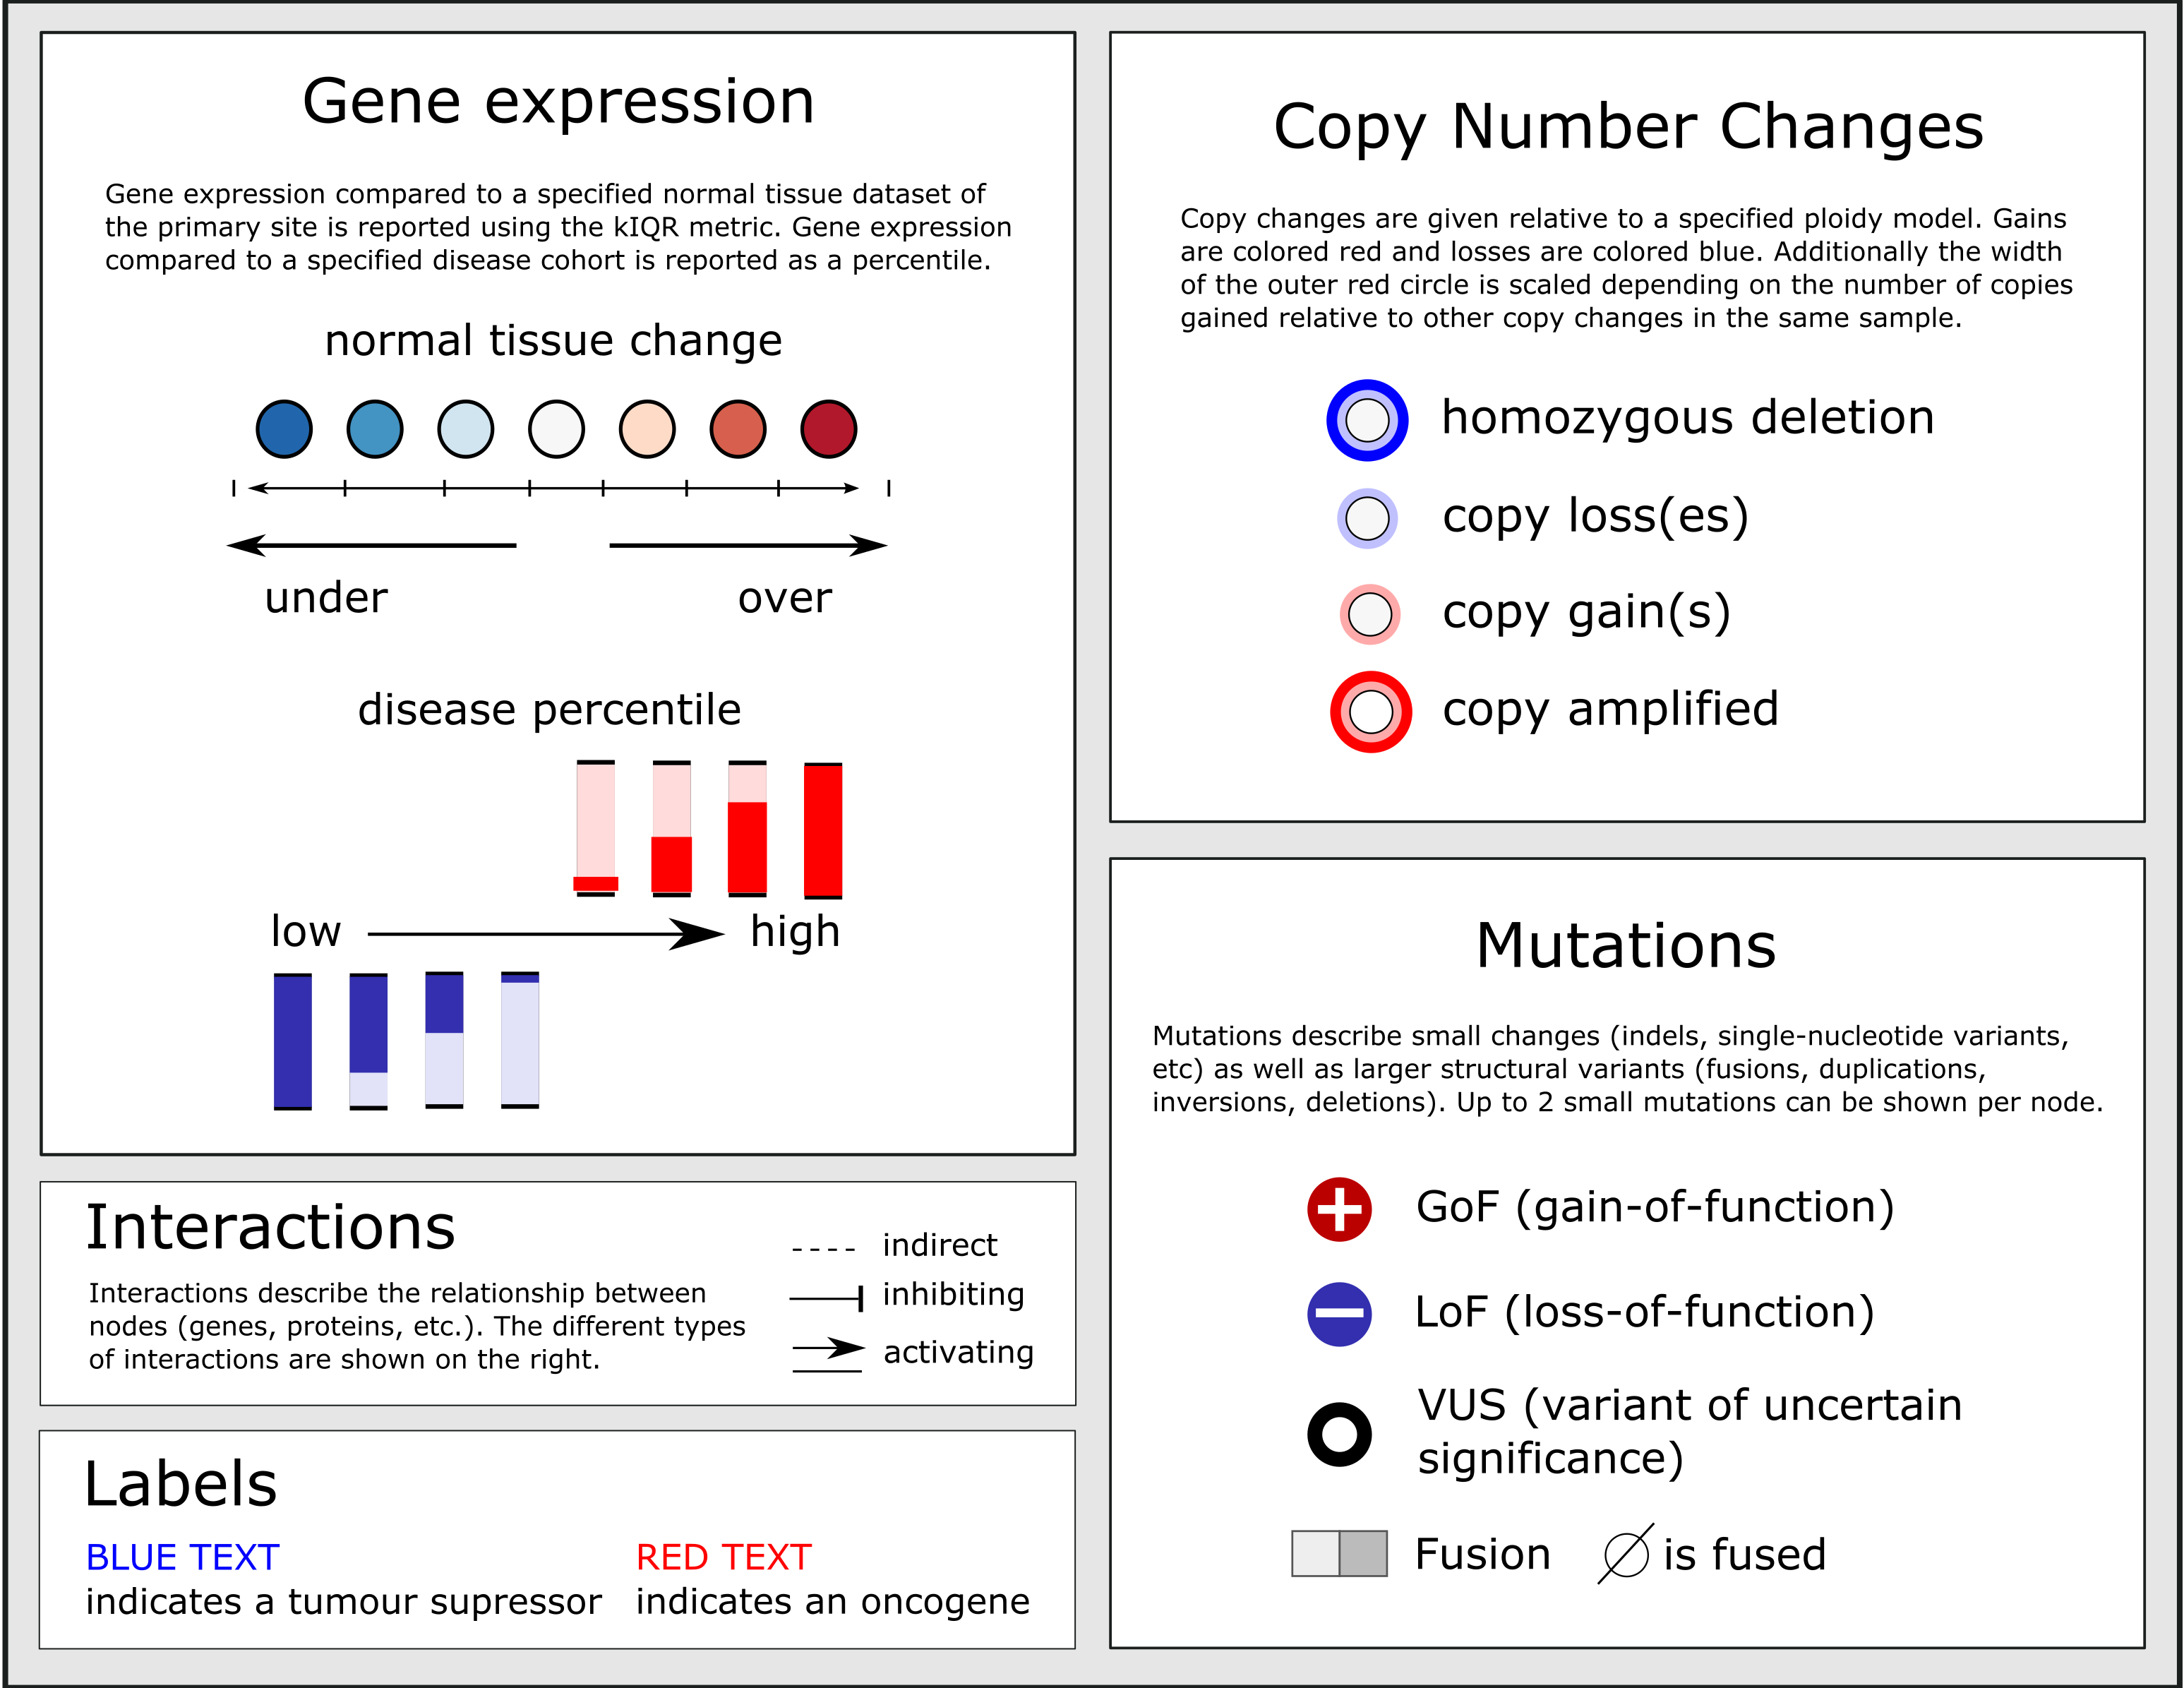 Gene expression
Gene expression compared to a specified normal tissue dataset of
the primary site is reported using the kIQR metric. Gene expression
compared to a specified disease cohort is reported as a percentile.
normal tissue change
under
over
disease percentile
low
high
Interactions
Interactions describe the relationship between
nodes (genes, proteins, etc.). The different types
of interactions are shown on the right.
indirect
inhibiting
activating
Labels
BLUE TEXT
indicates a tumour supressor
RED TEXT
indicates an oncogene
Copy Number Changes
Copy changes are given relative to a specified ploidy model. Gains
are colored red and losses are colored blue. Additionally the width
of the outer red circle is scaled depending on the number of copies
gained relative to other copy changes in the same sample.
homozygous deletion
copy loss(es)
copy gain(s)
copy amplified
Mutations
Mutations describe small changes (indels, single-nucleotide variants,
etc) as well as larger structural variants (fusions, duplications,
inversions, deletions). Up to 2 small mutations can be shown per node.
GoF (gain-of-function)
LoF (loss-of-function)
VUS (variant of uncertain
significance)
Fusion
is fused